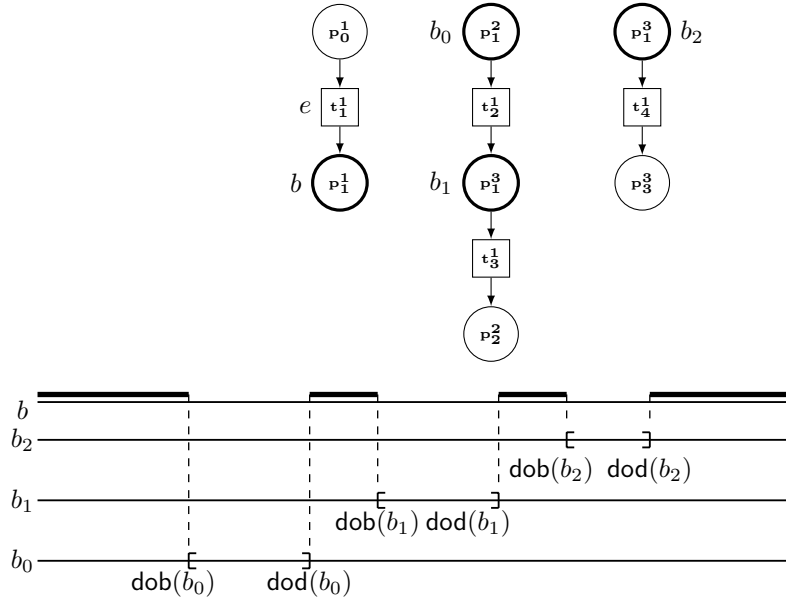 p₀¹ b₀ p₁² p₁³ b₂
e t₁¹ t₂¹ t₄¹
b p₁¹ b₁ p₁³ p₃³
t₃¹
p₂²
b
b₂
dob(b₂) dod(b₂)
b₁
dob(b₁) dod(b₁)
b₀
dob(b₀) dod(b₀)